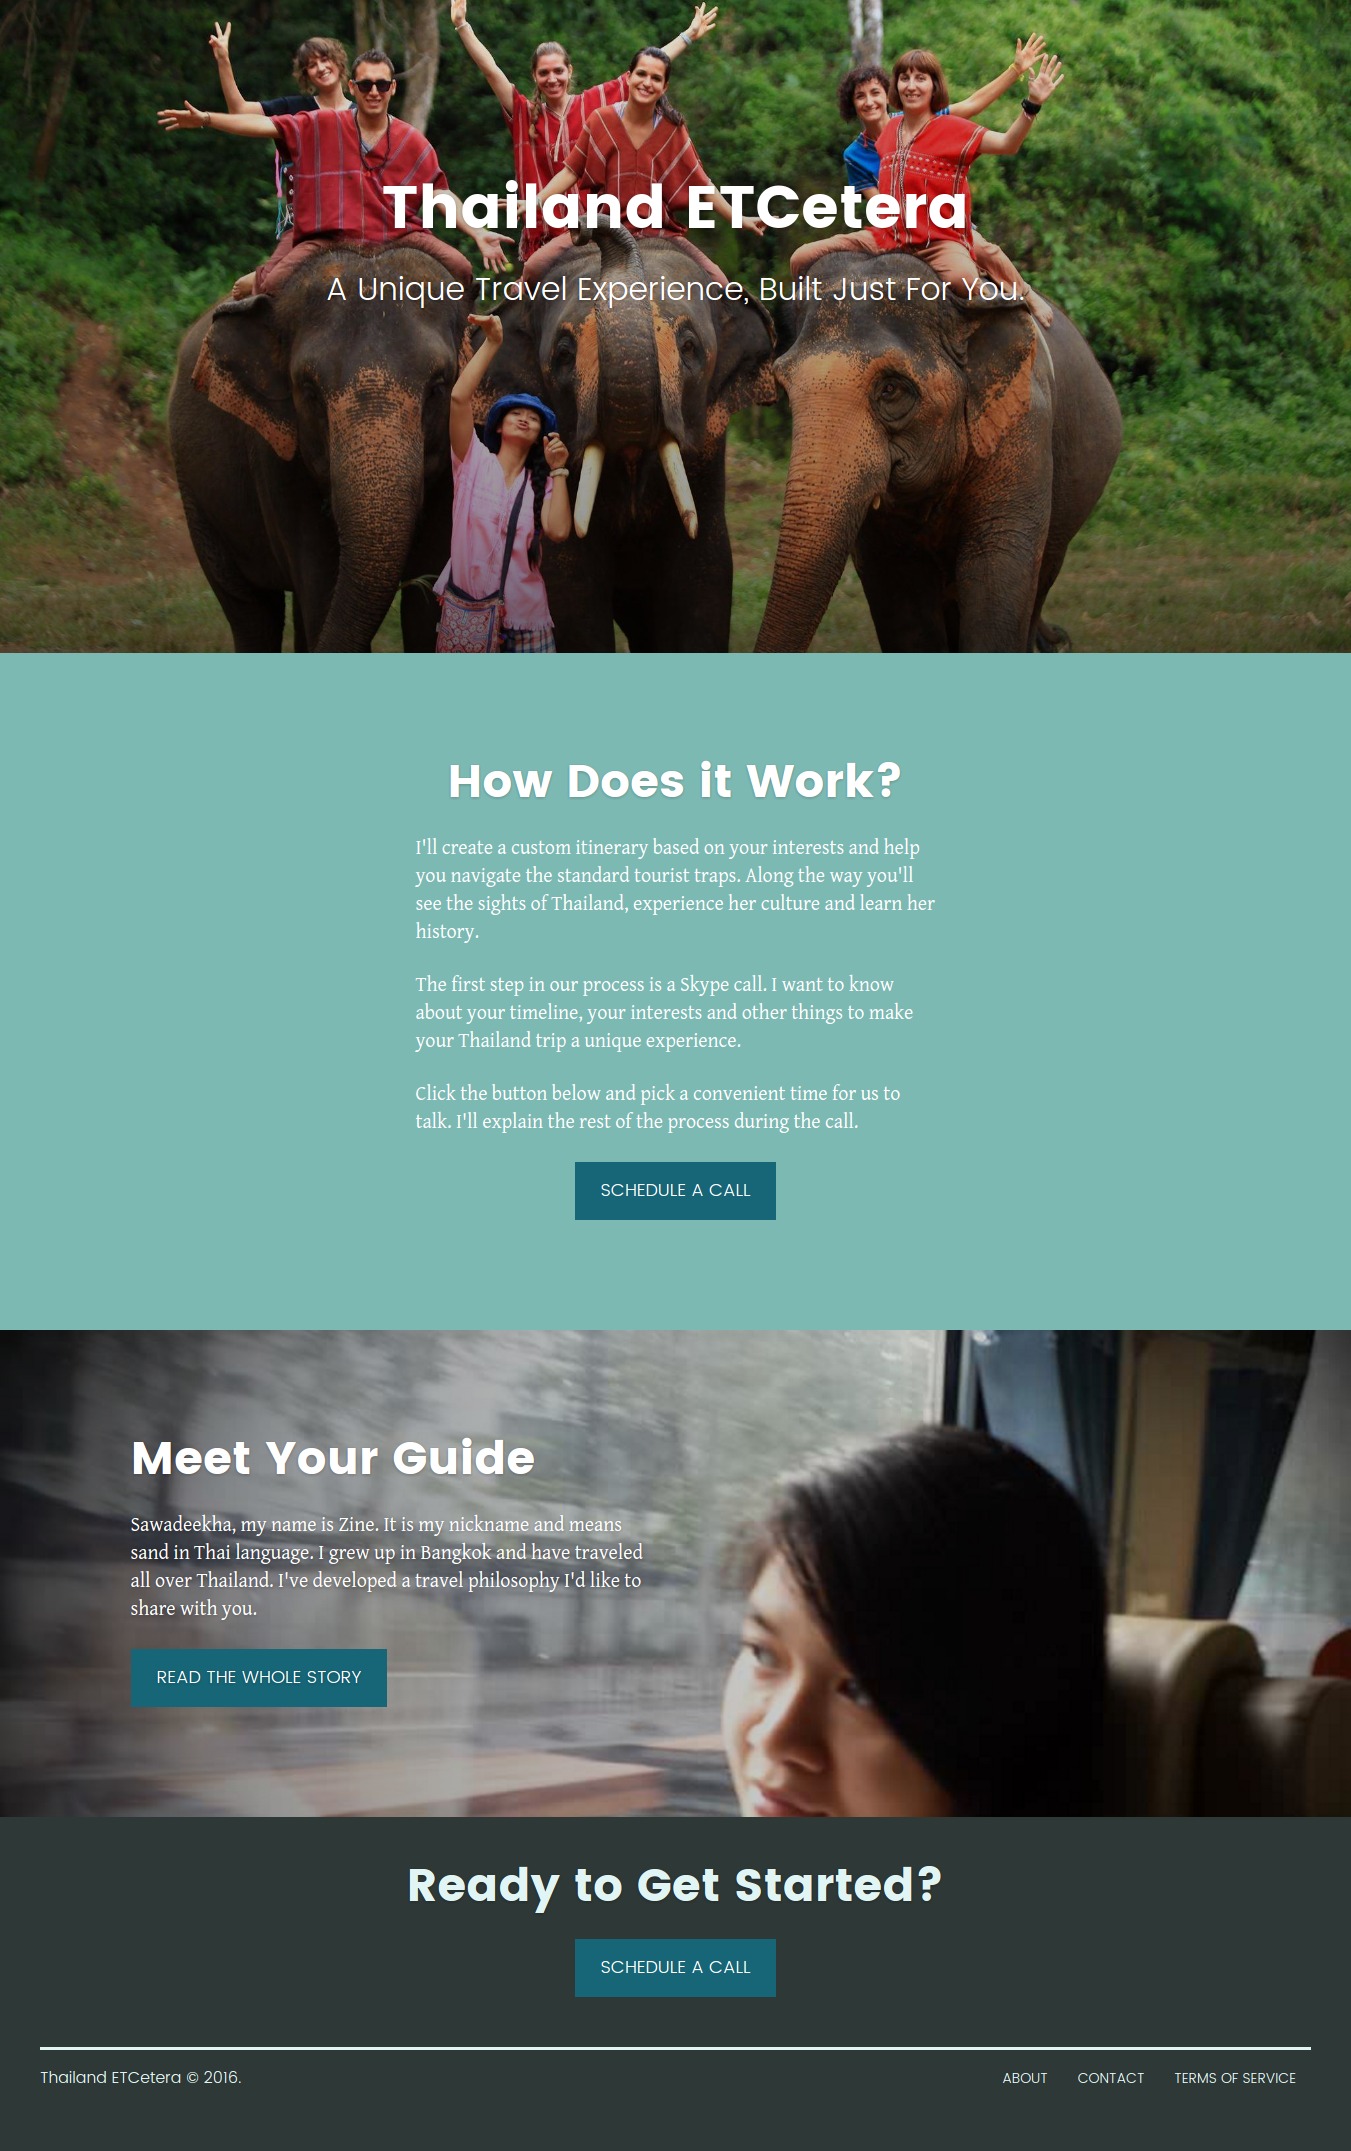 Thailand ETCetera
A Unique Travel Experience, Built Just For You.
How Does it Work?
I'll create a custom itinerary based on your interests and help
you navigate the standard tourist traps. Along the way you'll
see the sights of Thailand, experience her culture and learn her
history.
The first step in our process is a Skype call. I want to know
about your timeline, your interests and other things to make
your Thailand trip a unique experience.
Click the button below and pick a convenient time for us to
talk. I'll explain the rest of the process during the call.
SCHEDULE A CALL
Meet Your Guide
Sawadeekha, my name is Zine. It is my nickname and means
sand in Thai language. I grew up in Bangkok and have traveled
all over Thailand. I've developed a travel philosophy I'd like to
share with you.
READ THE WHOLE STORY
Ready to Get Started?
SCHEDULE A CALL
Thailand ETCetera © 2016.
ABOUT CONTACT TERMS OF SERVICE